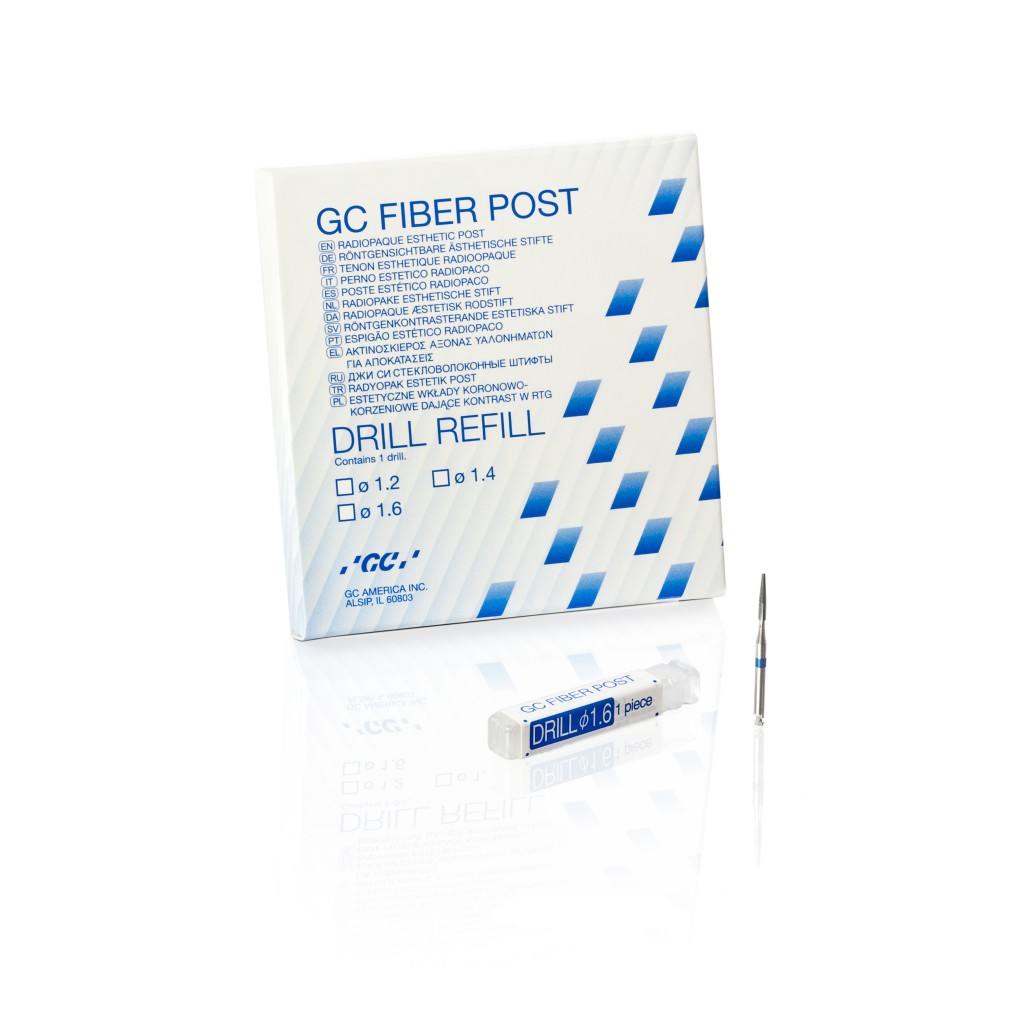 GC FIBER POST
EN RADIOPAQUE ESTHETIC POST
DE RÖNTGENSICHTBARE ÄSTHETISCHE STIFTE
FR TENON ESTHETIQUE RADIOOPAQUE
IT PERNO ESTETICO RADIOPACO
ES POSTE ESTÉTICO RADIOPACO
NL RADIOPAKE ESTHETISCHE STIFT
DA RADIOPAQUE ÆSTETISK RODSTIFT
SV RÖNTGENKONTRASTERANDE ESTETISKA STIFT
PT ESPIGÃO ESTÉTICO RADIOPACO
EL ΑΚΤΙΝΟΣΚΙΕΡΟΣ ΑΞΟΝΑΣ ΥΑΛΟΝΗΜΑΤΩΝ
ΓΙΑ ΑΠΟΚΑΤΑΣΕΙΣ
RU ДЖИ СИ СТЕКЛОВОЛОКОННЫЕ ШТИФТЫ
TR RADYOPAK ESTETIK POST
PL ESTETYCZNE WKŁADY KORONOWO-
KORZENIOWE DAJĄCE KONTRAST W RTG
DRILL REFILL
Contains 1 drill.
ø 1.2 ø 1.4
ø 1.6
GC
GC AMERICA INC.
ALSIP, IL 60803
GC FIBER POST
DRILL ϕ 1.6 1 piece